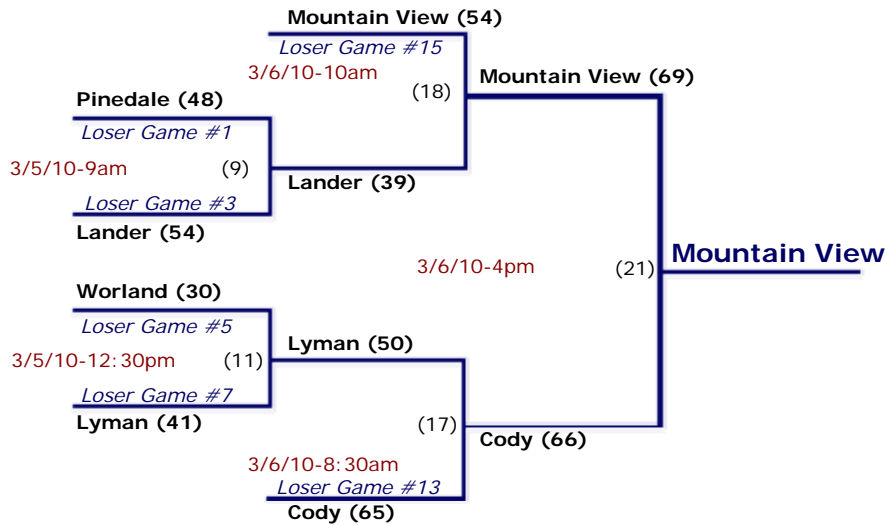 Mountain View (54)
Loser Game #15
3/6/10-10am
(18)
Mountain View (69)
Pinedale (48)
Loser Game #1
3/5/10-9am
(9)
Lander (39)
Loser Game #3
Lander (54)
3/6/10-4pm
(21)
Mountain View
Worland (30)
Loser Game #5
3/5/10-12:30pm
(11)
Lyman (50)
Loser Game #7
Lyman (41)
(17)
Cody (66)
3/6/10-8:30am
Loser Game #13
Cody (65)